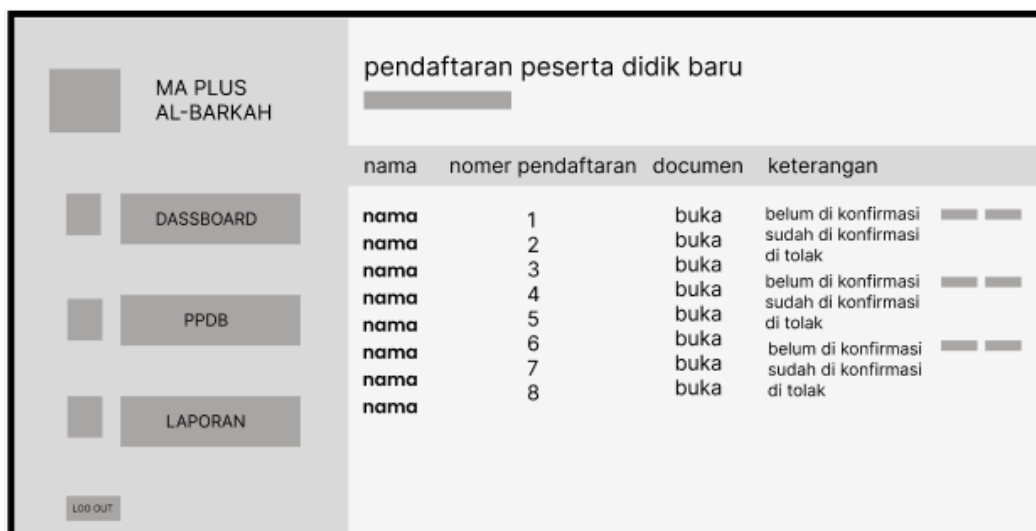 MA PLUS
AL-BARKAH
DASSBOARD
PPDB
LAPORAN
LOG OUT
pendaftaran peserta didik baru
nama nomer pendaftaran documen keterangan
nama 1 buka belum di konfirmasi
nama 2 buka sudah di konfirmasi
nama 3 buka di tolak
nama 4 buka belum di konfirmasi
nama 5 buka sudah di konfirmasi
nama 6 buka di tolak
nama 7 buka belum di konfirmasi
nama 8 buka sudah di konfirmasi
di tolak